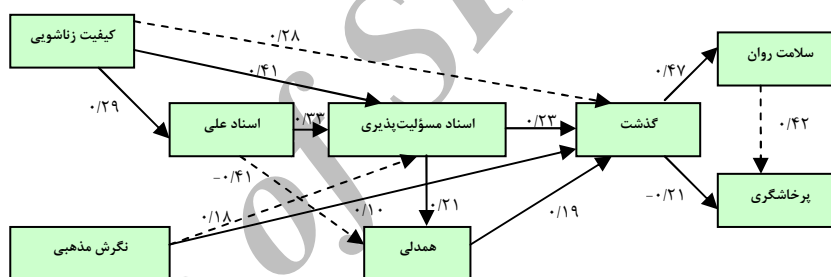 کیفیت زناشویی
۰/۲۸
سلامت روان
۰/۴۷
۰/۴۱
۰/۲۹
اسناد علی
۰/۳۳
اسناد مسؤلیت‌پذیری
۰/۲۳
گذشت
۰/۴۲
-۰/۴۱
-۰/۲۱
پرخاشگری
۰/۱۸
۰/۱۰
۰/۲۱
۰/۱۹
نگرش مذهبی
همدلی
of